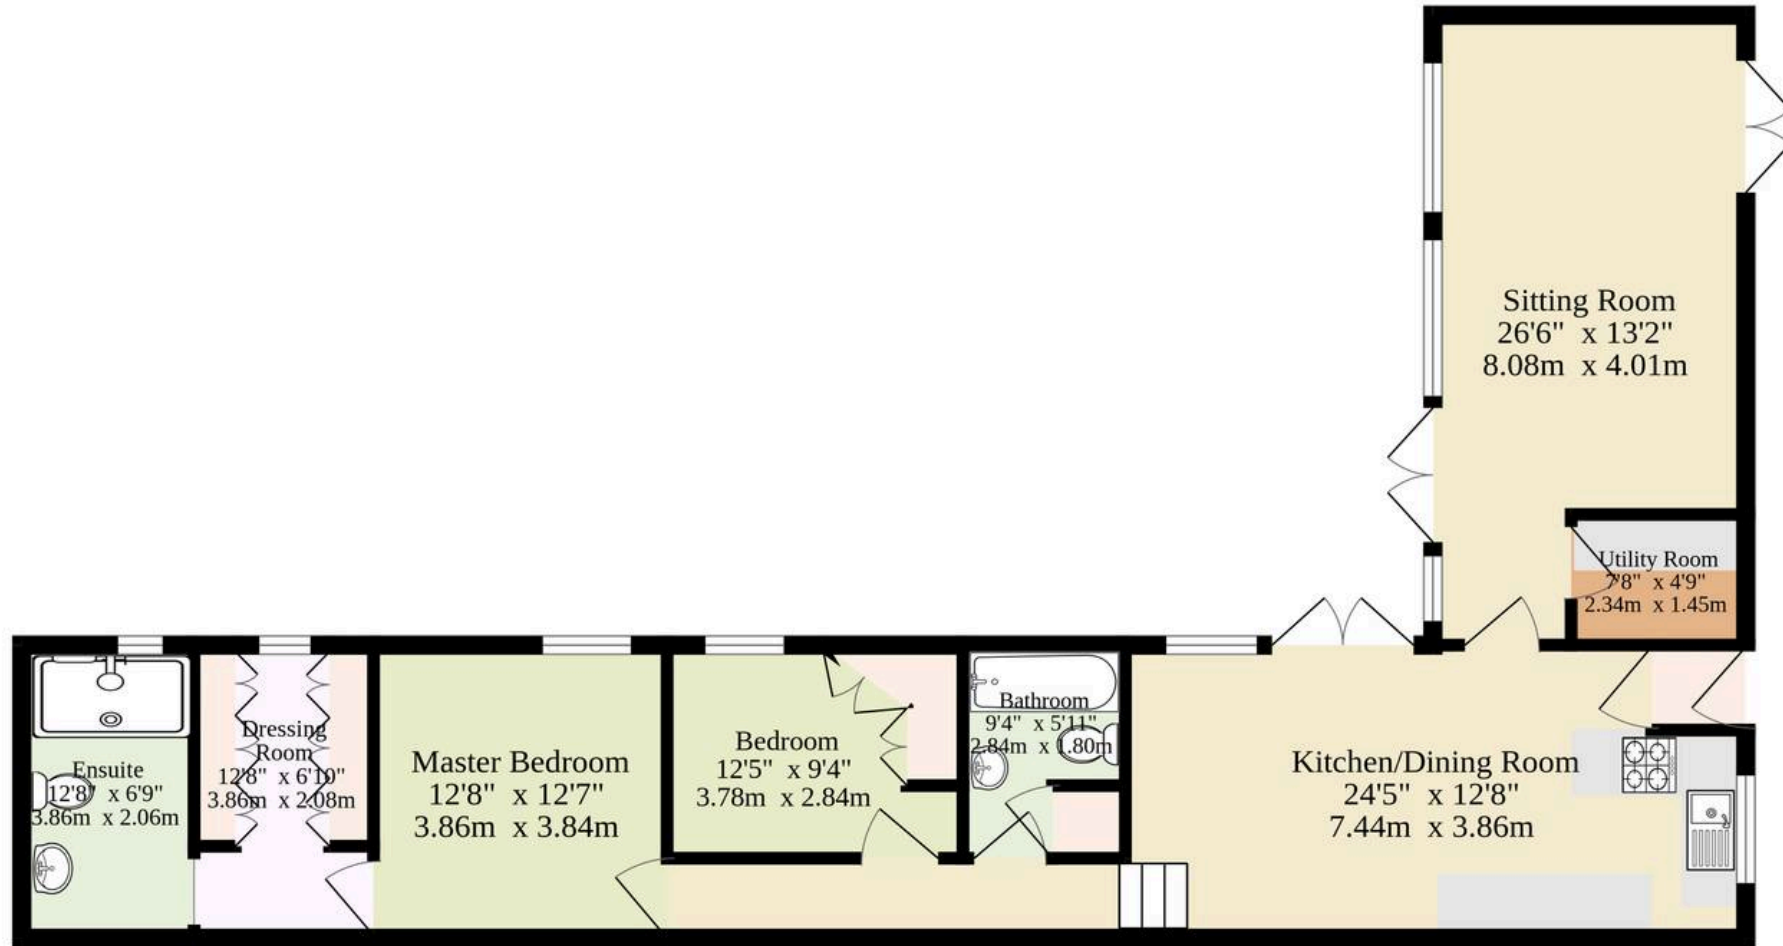 Sitting Room
26'6" x 13'2"
8.08m x 4.01m
Utility Room
7'8" x 4'9"
2.34m x 1.45m
Ensuite
12'8" x 6'9"
3.86m x 2.06m
Dressing
Room
12'8" x 6'10"
3.86m x 2.08m
Master Bedroom
12'8" x 12'7"
3.86m x 3.84m
Bedroom
12'5" x 9'4"
3.78m x 2.84m
Bathroom
9'4" x 5'11"
2.84m x 1.80m
Kitchen/Dining Room
24'5" x 12'8"
7.44m x 3.86m